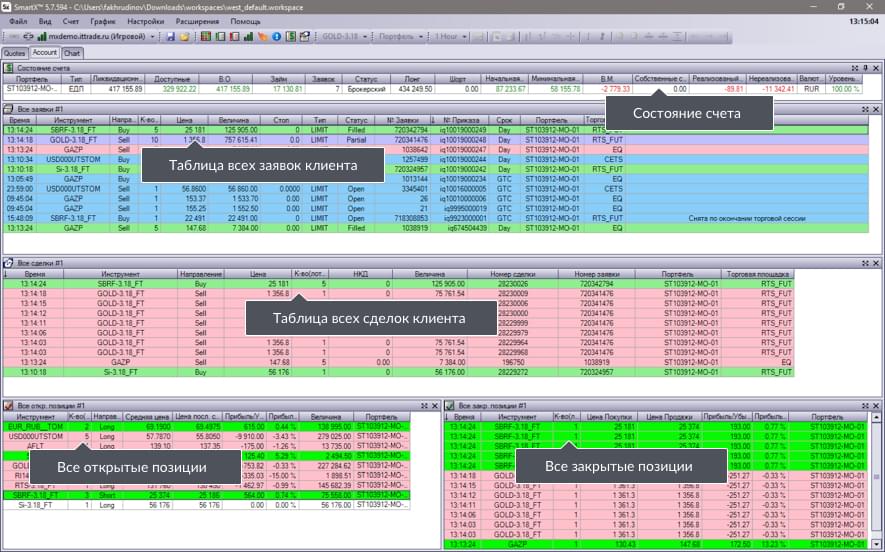 SmartX™ 5.7.594 - C:\Users\fakhrudinov\Downloads\workspaces\west_default.workspace
Файл Вид Счет График Настройки Расширения Помощь 13:15:04
mxdemo.ittrade.ru (Игровой) GOLD-3.18 Портфель 1 Hour
Quotes Account Chart
Состояние счета
Портфель Тип Ликвидационн... Доступные В.О. Займ Заявок Статус Лонг Шорт Начальная... Минимальная... В.М. Собственные с... Реализованый... Нереализова... Валют... Уровень...
ST103912-MO-... ЕДП 417 155.89 329 922.22 417 155.89 17 130.81 7 Брокерский 434 249.50 0.00 87 233.67 58 155.78 -2 779.33 0.00 -89.81 -11 342.41 RUR 100.00 %
Состояние счета
Все заявки #1
Время Инструмент Напра... К-во... Цена Величина Стоп Тип Статус № Заявки № Приказа Срок Портфель
13:14:24 SBRF-3.18_FT Buy 5 25 181 125 905.00 0 LIMIT Filled 720342794 iq10019000249 Day ST103912-MO-01 RTS_FUT
13:14:18 GOLD-3.18_FT Sell 10 757 615.41 0.0 LIMIT Partial 720341476 iq10019000248 Day ST103912-MO-01 RTS_FUT
13:13:24 GAZP Sell 1038642 iq10019000247 Day ST103912-MO-01 EQ
13:10:34 USD000UTSTOM Sell 1257499 iq10019000244 Day ST103912-MO-01 CETS
13:10:18 Si-3.18_FT Buy 720324957 iq10019000242 Day ST103912-MO-01 RTS_FUT
13:05:49 GAZP Sell 1013144 iq10019000234 GTC ST103912-MO-01 EQ
23:59:00 USD000UTSTOM Sell 1 56.8600 56 860.00 0.0000 LIMIT Open 3345401 iq10016000005 GTC ST103912-MO-01 CETS
09:45:04 GAZP Sell 1 153.37 1 533.70 0.00 LIMIT Open 26 iq10010000006 GTC ST103912-MO-01 EQ
09:45:04 GAZP Sell 1 155.25 1 552.50 0.00 LIMIT Open 21 iq9995000019 GTC ST103912-MO-01 EQ
15:48:09 SBRF-3.18_FT Buy 1 22 491 22 491.00 0 LIMIT Open 718308853 iq9923000001 GTC ST103912-MO-01 RTS_FUT Снята по окончании торговой сессии
13:13:24 GAZP Sell 5 147.68 7 384.00 0.00 LIMIT Filled 1038919 iq674504439 Day ST103912-MO-01 EQ
Таблица всех заявок клиента
Все сделки #1
Время Инструмент Направление Цена К-во(лот... НКД Величина Номер сделки Номер заявки Портфель Торговая площадка
13:14:24 SBRF-3.18_FT Buy 25 181 5 0 125 905.00 28230026 720342794 ST103912-MO-01 RTS_FUT
13:14:18 GOLD-3.18_FT Sell 1 356.8 1 0 75 761.54 28230009 720341476 ST103912-MO-01 RTS_FUT
13:14:15 GOLD-3.18_FT Sell 28230006 720341476 ST103912-MO-01 RTS_FUT
13:14:12 GOLD-3.18_FT Sell 28230000 720341476 ST103912-MO-01 RTS_FUT
13:14:11 GOLD-3.18_FT Sell 28229999 720341476 ST103912-MO-01 RTS_FUT
13:14:06 GOLD-3.18_FT Sell 28229979 720341476 ST103912-MO-01 RTS_FUT
13:14:03 GOLD-3.18_FT Sell 1 356.8 1 0 75 761.54 28229969 720341476 ST103912-MO-01 RTS_FUT
13:14:03 GOLD-3.18_FT Sell 1 356.8 1 0 75 761.54 28229968 720341476 ST103912-MO-01 RTS_FUT
13:13:24 GAZP Sell 147.68 5 0.00 7 384.00 196750 1038919 ST103912-MO-01 EQ
13:10:18 Si-3.18_FT Buy 56 176 1 0 56 176.00 28229272 720324957 ST103912-MO-01 RTS_FUT
Таблица всех сделок клиента
Все откр. позиции #1
Инструмент К-во( Направ... Средняя цена Цена посл. с... Прибыль/У... Прибыл... Величина Портфель
EUR_RUB__TOM 2 Long 69.1900 69.4975 615.00 0.44 % 138 995.00 ST103912-MO-...
USD000UTSTOM 5 Long 57.7870 55.8050 -9 910.00 -3.43 % 279 025.00 ST103912-MO-...
AFLT Long 139.10 137.35 -175.00 -1.26 % 13 735.00 ST103912-MO-...
125.40 5.29 % 2 494.50 ST103912-MO-...
-753.82 -0.33 % 227 284.62 ST103912-MO-...
-335.03 -15.00 % 1 898.51 ST103912-MO-...
-1 462.97 -0.99 % 145 682.39 ST103912-MO-...
SBRF-3.18_FT 3 Short 25 374 25 186 564.00 0.74 % 75 558.00 ST103912-MO-...
Si-3.18_FT 1 Long 56 176 56 176 0.00 0.00 % 56 176.00 ST103912-MO-...
Все открытые позиции
Все закр. позиции #1
Время Инструмент К-во(л... Цена Покупки Цена Продажи Прибыль/Убы... Прибыл... Портфель
13:14:24 SBRF-3.18_FT 1 25 181 25 374 193.00 0.77 % ST103912-MO-01
13:14:24 SBRF-3.18_FT 1 25 181 25 374 193.00 0.77 % ST103912-MO-01
13:14:24 SBRF-3.18_FT 193.00 0.77 % ST103912-MO-01
13:14:24 SBRF-3.18_FT 193.00 0.77 % ST103912-MO-01
13:14:24 SBRF-3.18_FT 193.00 0.77 % ST103912-MO-01
13:14:18 GOLD-3.18_FT -251.27 -0.33 % ST103912-MO-01
13:14:15 GOLD-3.18_FT 1 1 361.3 1 356.8 -251.27 -0.33 % ST103912-MO-01
13:14:12 GOLD-3.18_FT 1 1 361.3 1 356.8 -251.27 -0.33 % ST103912-MO-01
13:14:11 GOLD-3.18_FT 1 1 361.3 1 356.8 -251.27 -0.33 % ST103912-MO-01
13:14:06 GOLD-3.18_FT 1 1 361.3 1 356.8 -251.27 -0.33 % ST103912-MO-01
13:14:03 GOLD-3.18_FT 1 1 361.3 1 356.8 -251.27 -0.33 % ST103912-MO-01
13:14:03 GOLD-3.18_FT 1 1 361.3 1 356.8 -251.27 -0.33 % ST103912-MO-01
13:13:24 GAZP 1 130.43 147.68 172.50 13.23 % ST103912-MO-01
Все закрытые позиции